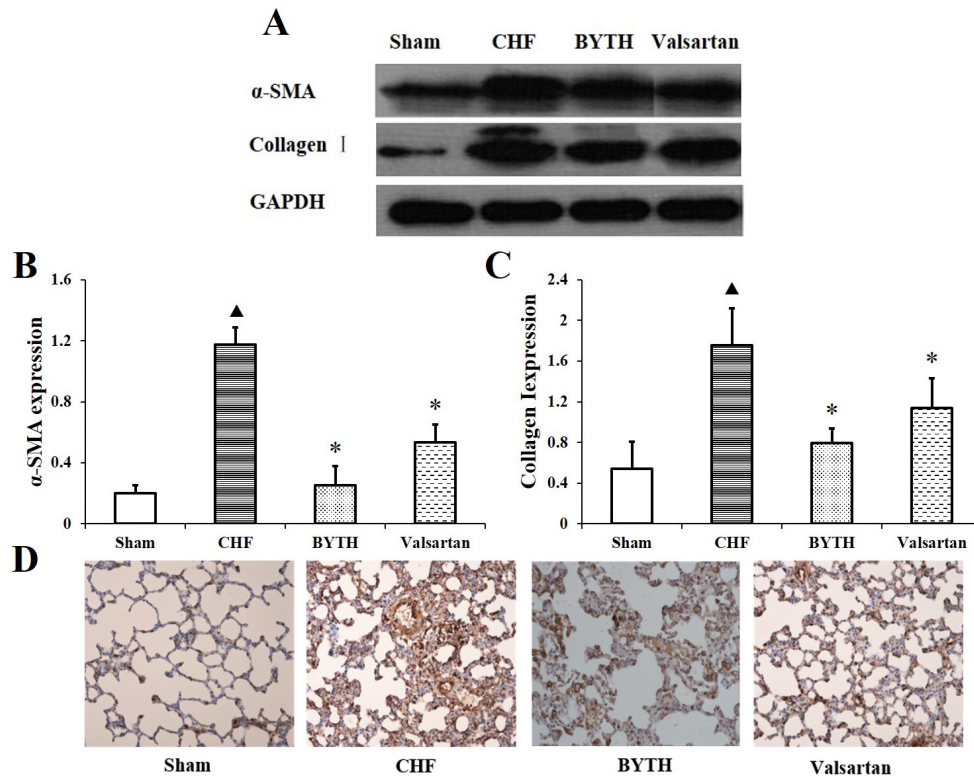 A
Sham CHF BYTH Valsartan
α-SMA
Collagen Ⅰ
GAPDH
B
α-SMA expression
1.6
1.2
0.8
0.4
0
▲
*
*
Sham CHF BYTH Valsartan
C
Collagen Iexpression
2.4
2
1.6
1.2
0.8
0.4
0
▲
*
*
Sham CHF BYTH Valsartan
D
Sham CHF BYTH Valsartan